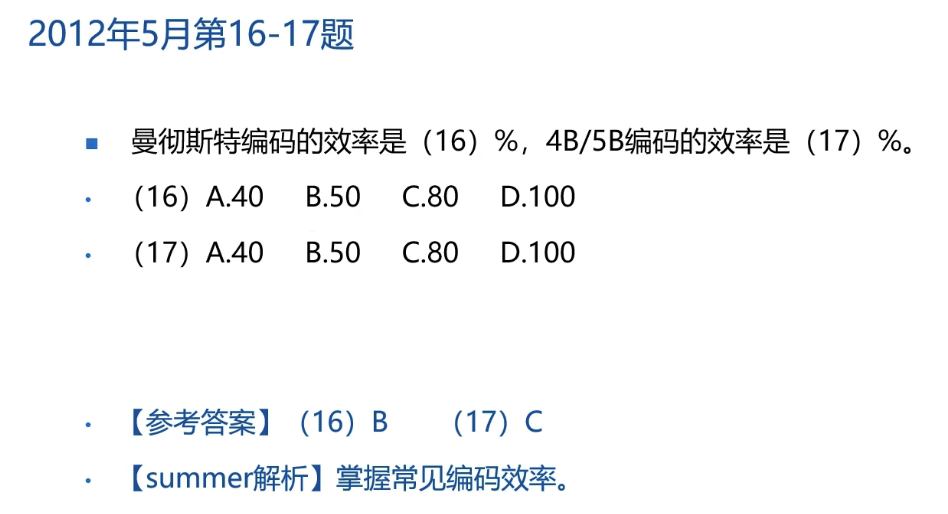 2012年5月第16-17题
曼彻斯特编码的效率是（16）%，4B/5B编码的效率是（17）%。
（16）A.40 B.50 C.80 D.100
（17）A.40 B.50 C.80 D.100
【参考答案】（16）B （17）C
【summer解析】掌握常见编码效率。